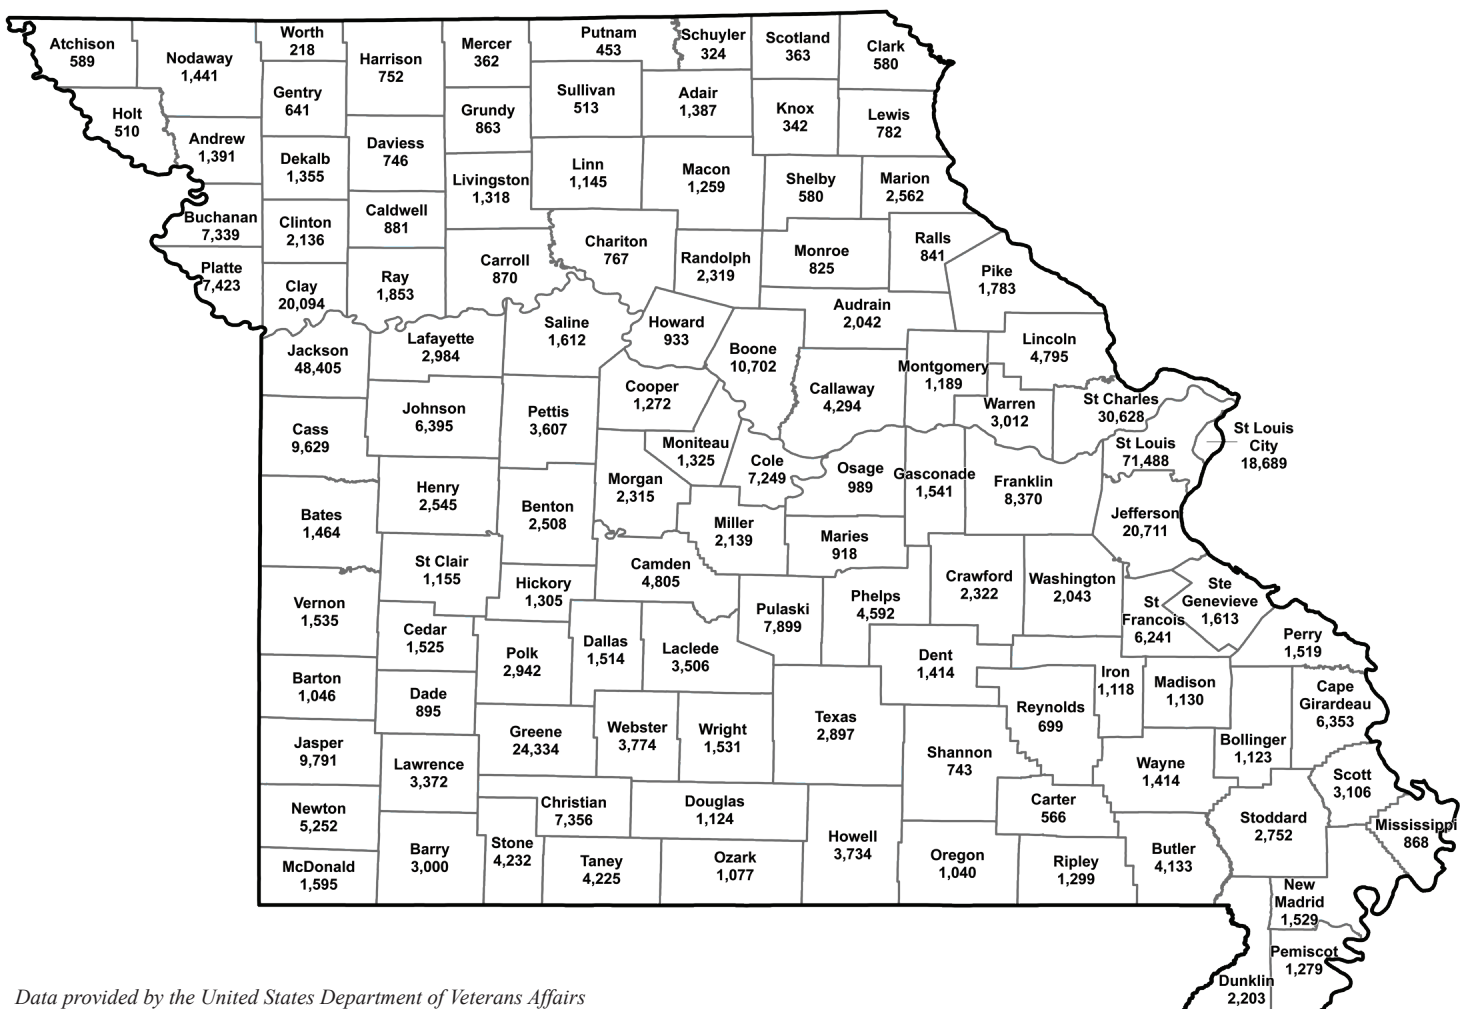 Atchison
589
Nodaway
1,441
Worth
218
Harrison
752
Mercer
362
Putnam
453
Schuyler
324
Scotland
363
Clark
580
Holt
510
Andrew
1,391
Gentry
641
Dekalb
1,355
Daviess
746
Grundy
863
Sullivan
513
Adair
1,387
Knox
342
Lewis
782
Livingston
1,318
Linn
1,145
Macon
1,259
Shelby
580
Marion
2,562
Buchanan
7,339
Clinton
2,136
Caldwell
881
Platte
7,423
Clay
20,094
Ray
1,853
Carroll
870
Chariton
767
Randolph
2,319
Monroe
825
Ralls
841
Pike
1,783
Audrain
2,042
Jackson
48,405
Lafayette
2,984
Saline
1,612
Howard
933
Boone
10,702
Callaway
4,294
Montgomery
1,189
Lincoln
4,795
Warren
3,012
St Charles
30,628
St Louis
71,488
St Louis
City
18,689
Cass
9,629
Johnson
6,395
Pettis
3,607
Cooper
1,272
Moniteau
1,325
Cole
7,249
Osage
989
Gasconade
1,541
Franklin
8,370
Jefferson
20,711
Bates
1,464
Henry
2,545
Benton
2,508
Morgan
2,315
Miller
2,139
Maries
918
Vernon
1,535
St Clair
1,155
Hickory
1,305
Camden
4,805
Pulaski
7,899
Phelps
4,592
Crawford
2,322
Washington
2,043
St
Francois
6,241
Ste
Genevieve
1,613
Perry
1,519
Cedar
1,525
Polk
2,942
Dallas
1,514
Laclede
3,506
Dent
1,414
Iron
1,118
Madison
1,130
Cape
Girardeau
6,353
Barton
1,046
Dade
895
Greene
24,334
Webster
3,774
Wright
1,531
Texas
2,897
Reynolds
699
Shannon
743
Wayne
1,414
Bollinger
1,123
Scott
3,106
Jasper
9,791
Lawrence
3,372
Christian
7,356
Douglas
1,124
Carter
566
Stoddard
2,752
Mississippi
868
Newton
5,252
McDonald
1,595
Barry
3,000
Stone
4,232
Taney
4,225
Ozark
1,077
Howell
3,734
Oregon
1,040
Ripley
1,299
Butler
4,133
New
Madrid
1,529
Pemiscot
1,279
Dunklin
2,203
Data provided by the United States Department of Veterans Affairs